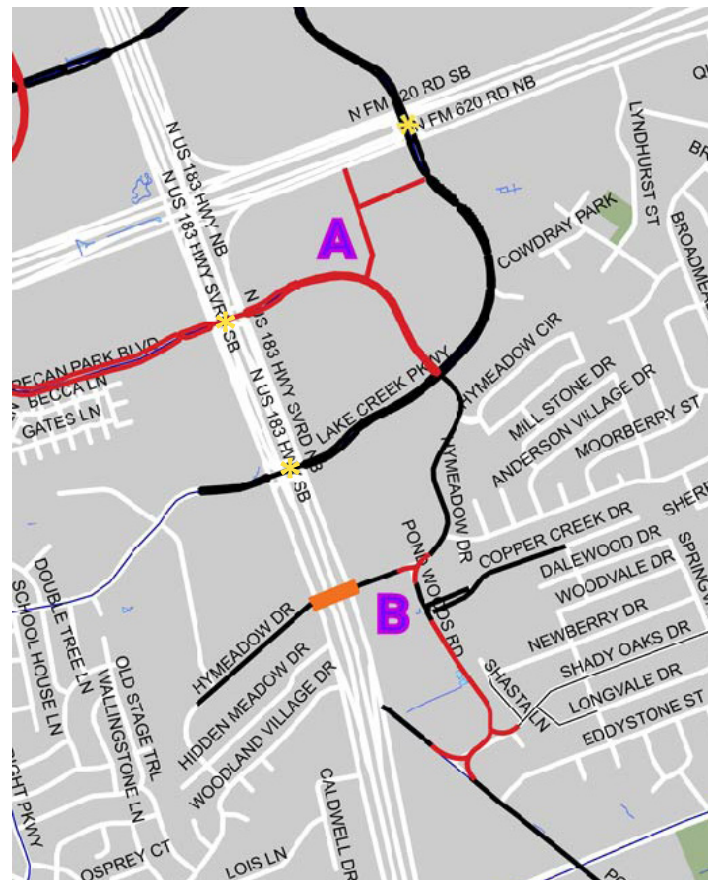 N FM 620 RD SB
N FM 620 RD NB
LYNDHURST ST
N US 183 HWY NB
N US 183 HWY SVRD SB
COWDRAY PARK
A
N US 183 HWY SVRD NB
PECAN PARK BLVD
BECCA LN
GATES LN
N US 183 HWY SB
LAKE CREEK PKWY
HYMEADOW CIR
MILL STONE DR
ANDERSON VILLAGE DR
MOORBERRY ST
HYMEADOW DR
POND WOODS RD
COPPER CREEK DR
DALEWOOD DR
WOODVALE DR
NEWBERRY DR
B
SHADY OAKS DR
SHASTA LN
LONGVALE DR
EDDYSTONE ST
HYMEADOW DR
HIDDEN MEADOW DR
WOODLAND VILLAGE DR
DOUBLE TREE LN
SCHOOL HOUSE LN
OLD STAGE TRL
WALLINGSTONE LN
CALDWELL DR
OSPREY CT
LOIS LN